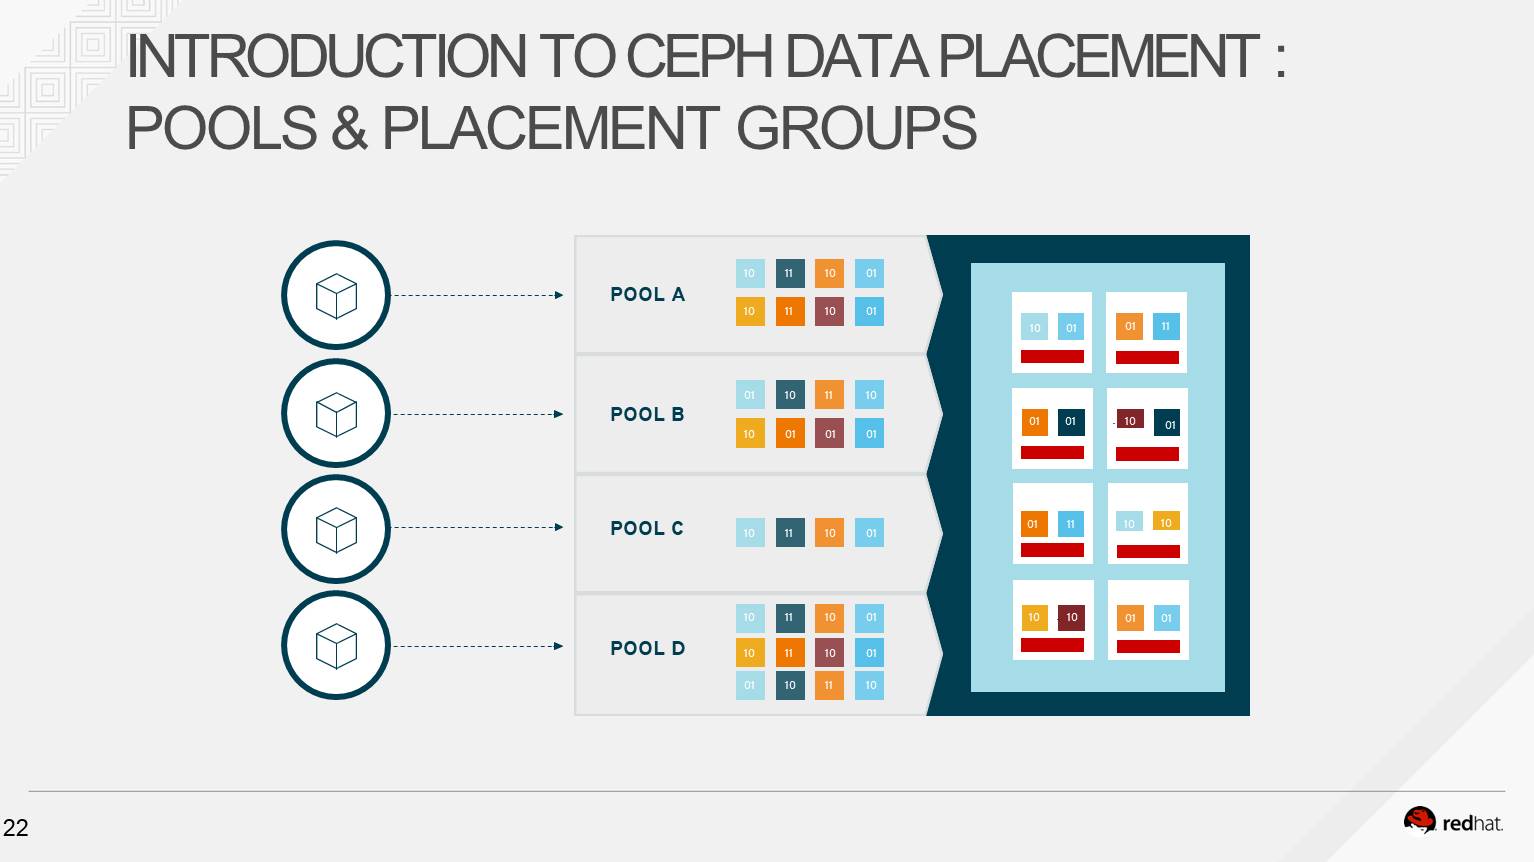 INTRODUCTION TO CEPH DATA PLACEMENT :
POOLS & PLACEMENT GROUPS
POOL A
10 11 10 01
10 11 10 01
POOL B
01 10 11 10
10 01 01 01
POOL C
10 11 10 01
POOL D
10 11 10 01
10 11 10 01
01 10 11 10
10 01 01 11
01 01 10 01
01 11 10 10
10 10 01 01
22
redhat.